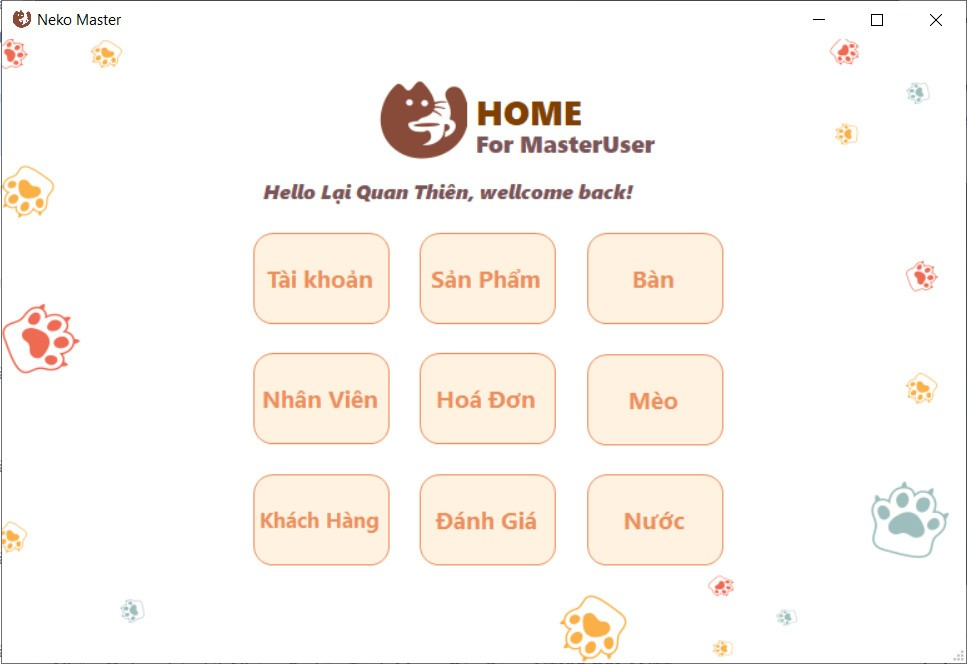 Neko Master
HOME
For MasterUser
Hello Lại Quan Thiên, wellcome back!
Tài khoản
Sản Phẩm
Bàn
Nhân Viên
Hoá Đơn
Mèo
Khách Hàng
Đánh Giá
Nước